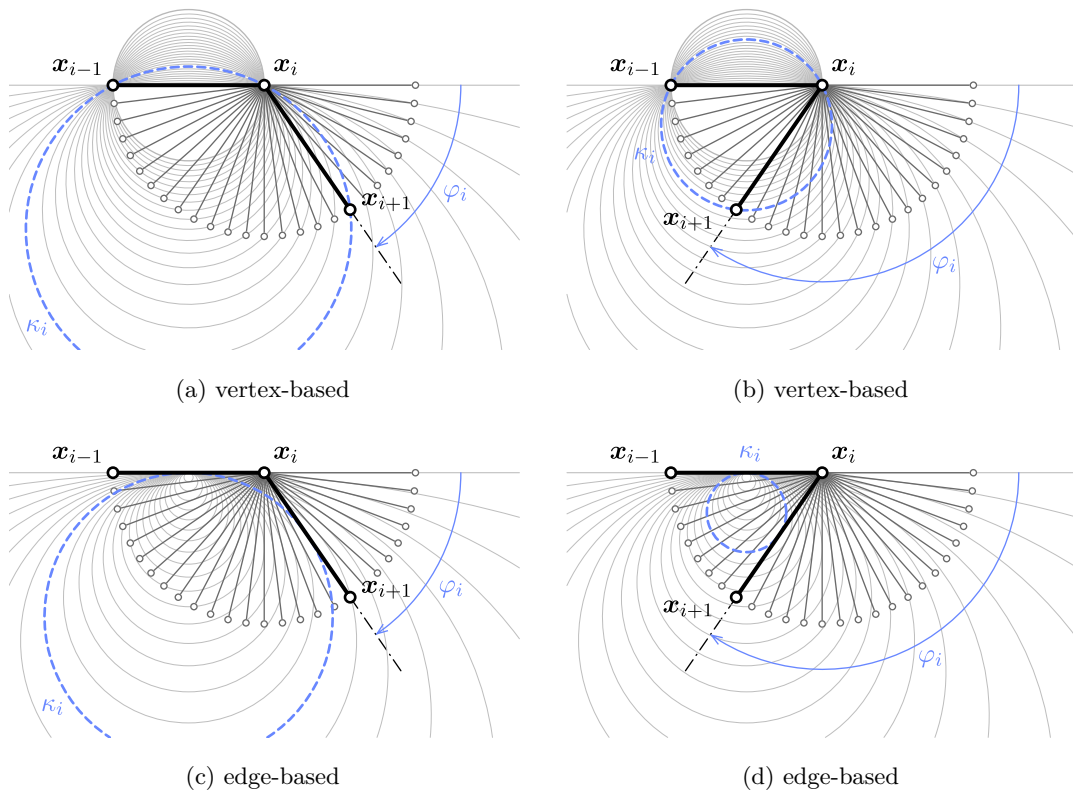 x_{i−1} x_i
x_{i−1} x_i
κ_i
φ_i
x_{i+1}
x_{i+1}
φ_i
κ_i
(a) vertex-based
(b) vertex-based
x_{i−1} x_i
x_{i−1} κ_i x_i
x_{i+1}
φ_i
x_{i+1}
φ_i
κ_i
(c) edge-based
(d) edge-based